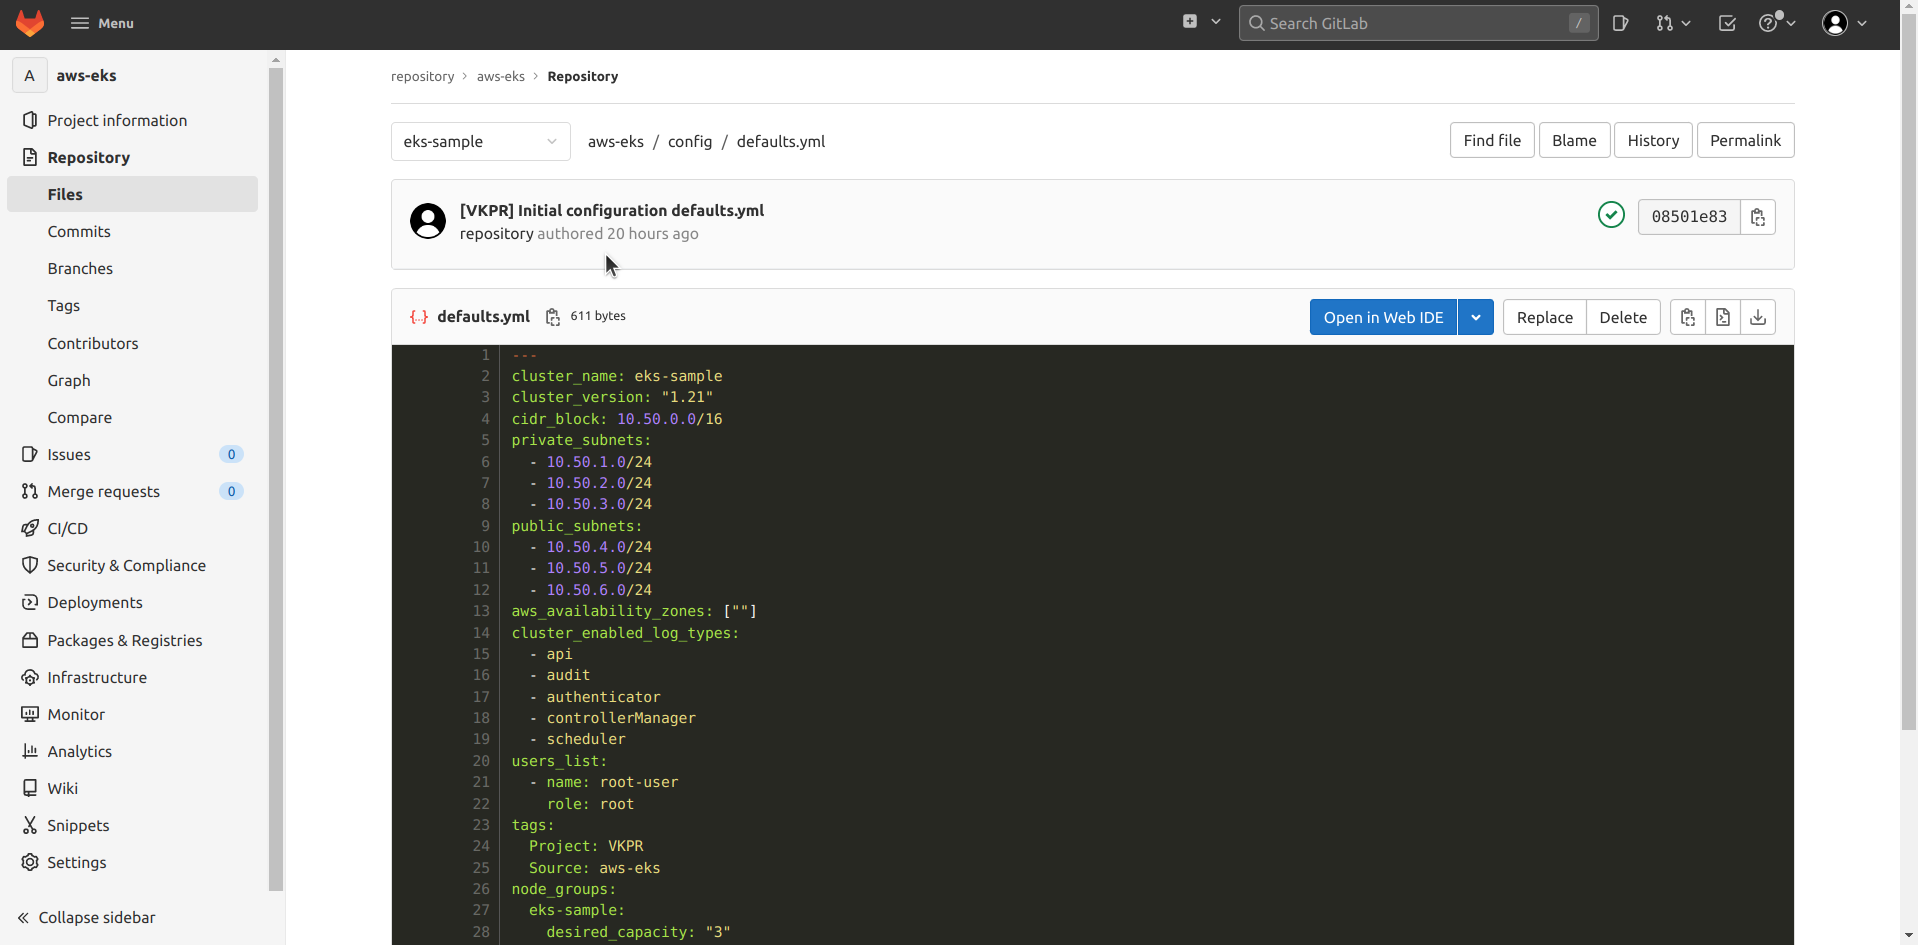 Menu
Search GitLab /
A aws-eks
Project information
Repository
Files
Commits
Branches
Tags
Contributors
Graph
Compare
Issues 0
Merge requests 0
CI/CD
Security & Compliance
Deployments
Packages & Registries
Infrastructure
Monitor
Analytics
Wiki
Snippets
Settings
Collapse sidebar
repository > aws-eks > Repository
eks-sample aws-eks / config / defaults.yml
Find file Blame History Permalink
[VKPR] Initial configuration defaults.yml
repository authored 20 hours ago
08501e83
{..} defaults.yml 611 bytes
Open in Web IDE Replace Delete
1 ---
2 cluster_name: eks-sample
3 cluster_version: "1.21"
4 cidr_block: 10.50.0.0/16
5 private_subnets:
6 - 10.50.1.0/24
7 - 10.50.2.0/24
8 - 10.50.3.0/24
9 public_subnets:
10 - 10.50.4.0/24
11 - 10.50.5.0/24
12 - 10.50.6.0/24
13 aws_availability_zones: [""]
14 cluster_enabled_log_types:
15 - api
16 - audit
17 - authenticator
18 - controllerManager
19 - scheduler
20 users_list:
21 - name: root-user
22 role: root
23 tags:
24 Project: VKPR
25 Source: aws-eks
26 node_groups:
27 eks-sample:
28 desired_capacity: "3"